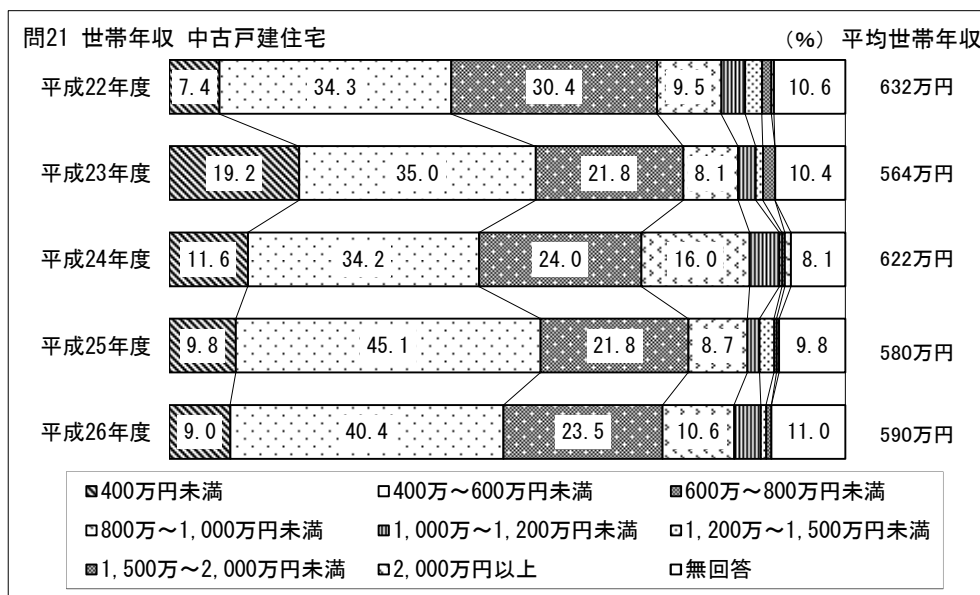 問21 世帯年収 中古戸建住宅 (%) 平均世帯年収
平成22年度 7.4 34.3 30.4 9.5 10.6 632万円
平成23年度 19.2 35.0 21.8 8.1 10.4 564万円
平成24年度 11.6 34.2 24.0 16.0 8.1 622万円
平成25年度 9.8 45.1 21.8 8.7 9.8 580万円
平成26年度 9.0 40.4 23.5 10.6 11.0 590万円
400万円未満 400万～600万円未満 600万～800万円未満
800万～1,000万円未満 1,000万～1,200万円未満 1,200万～1,500万円未満
1,500万～2,000万円未満 2,000万円以上 無回答